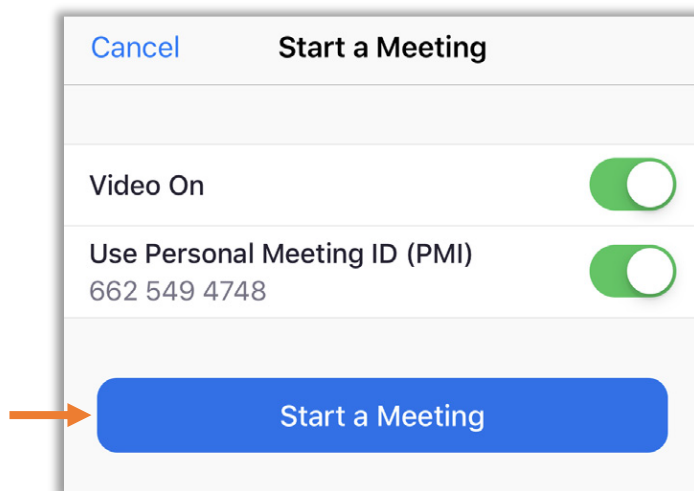 Cancel Start a Meeting
Video On
Use Personal Meeting ID (PMI)
662 549 4748
Start a Meeting